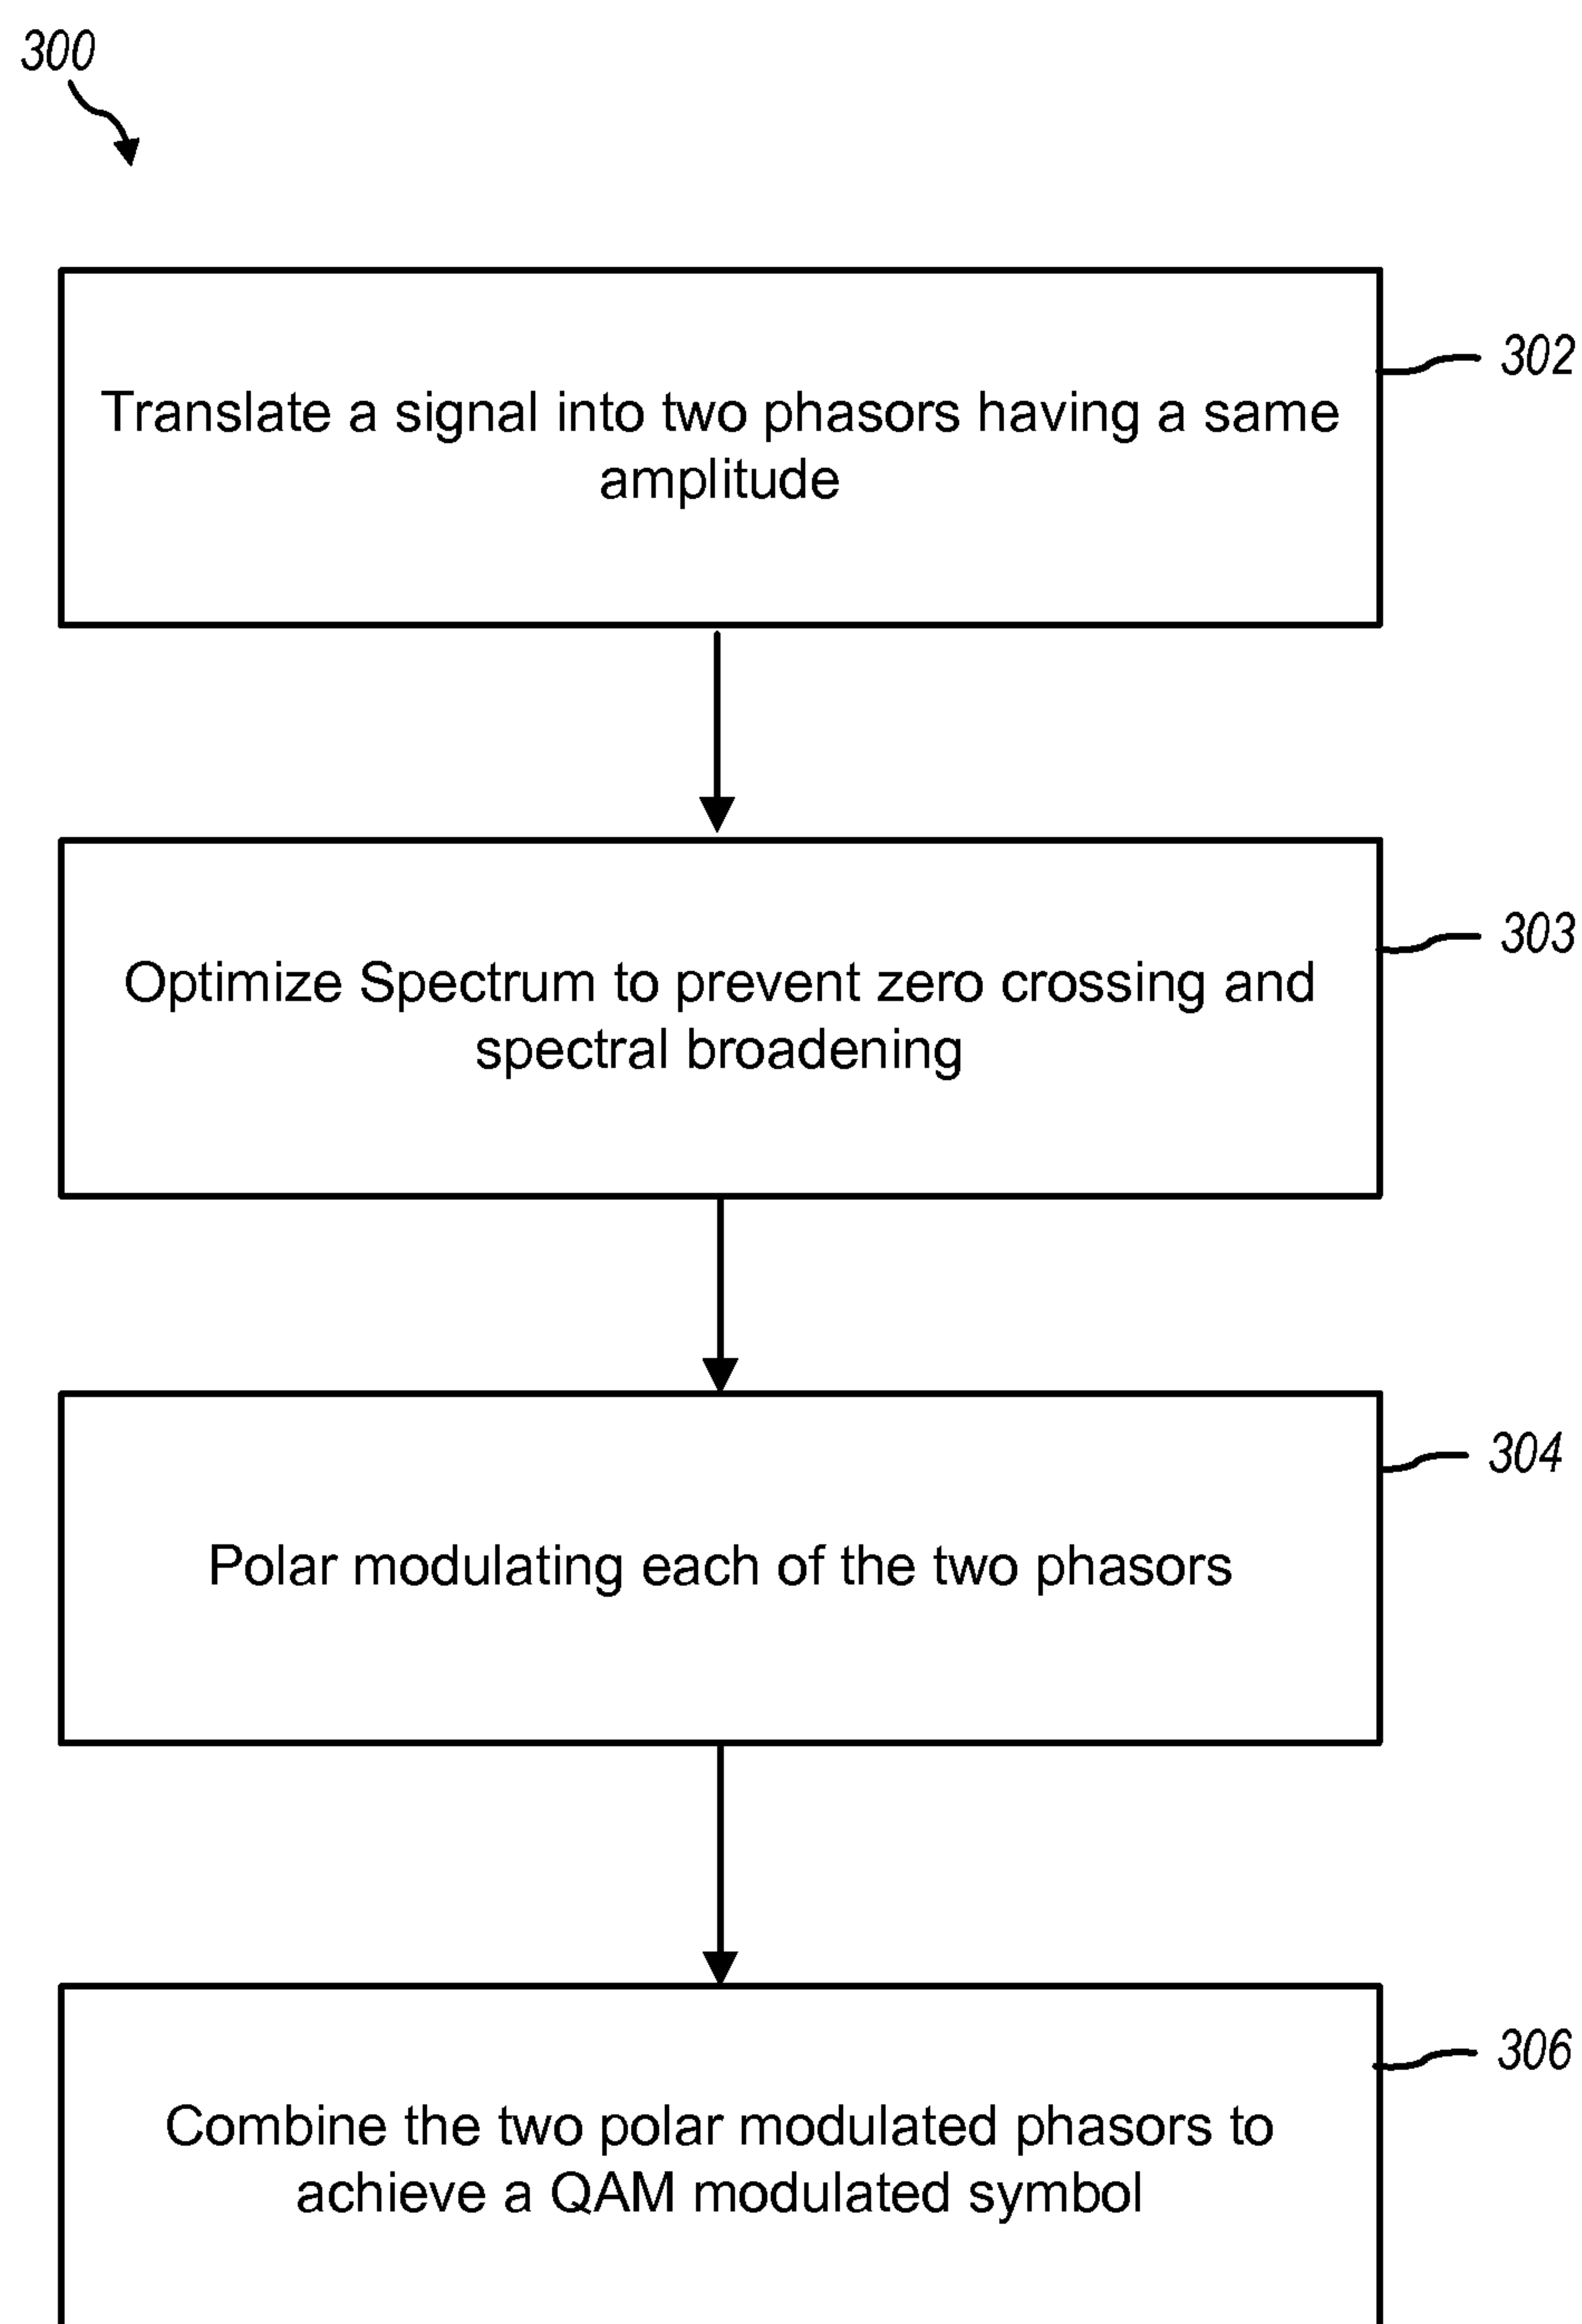 300
Translate a signal into two phasors having a same
amplitude
302
Optimize Spectrum to prevent zero crossing and
spectral broadening
303
Polar modulating each of the two phasors
304
Combine the two polar modulated phasors to
achieve a QAM modulated symbol
306